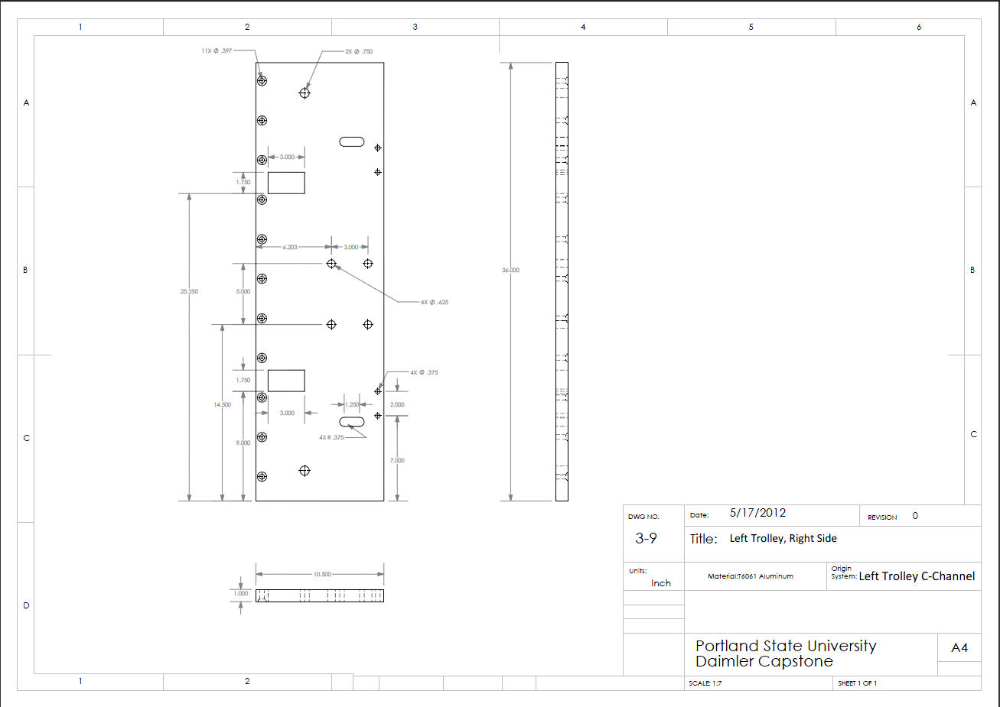 1 2 3 4 5 6
11X Ø .397
2X Ø .750
A
A
3.000
1.750
6.203
3.000
B
36.000
B
25.250
5.000
4X Ø .625
4X Ø .375
1.750
14.500
1.250
2.000
3.000
C
C
9.000
4X R .375
7.000
DWG NO.
3-9
Date: 5/17/2012
REVISION 0
Title: Left Trolley, Right Side
Units:
Inch
Material:T6061 Aluminum
Origin
System: Left Trolley C-Channel
10.500
1.000
D
Portland State University
Daimler Capstone
A4
1 2
SCALE: 1:7
SHEET 1 OF 1